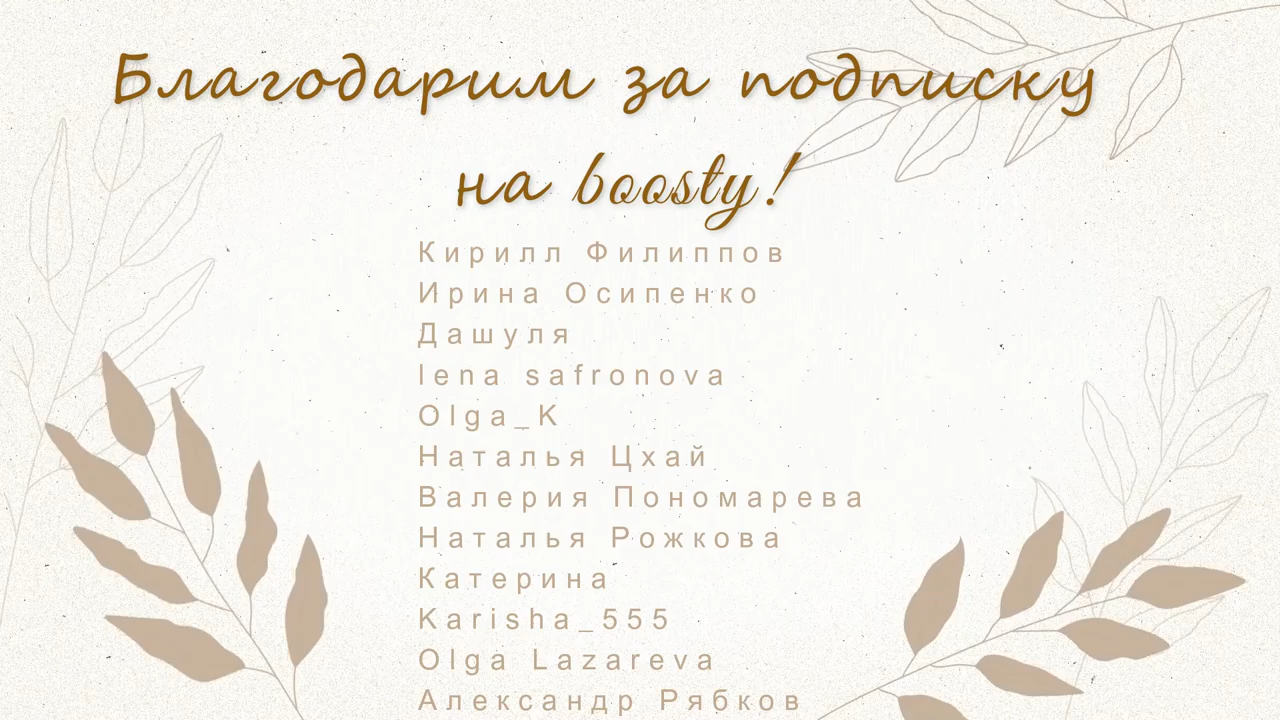 Благодарим за подписку
на boosty!
Кирилл Филиппов
Ирина Осипенко
Дашуля
lena safronova
Olga_K
Наталья Цхай
Валерия Пономарева
Наталья Рожкова
Катерина
Karisha_555
Olga Lazareva
Александр Рябков